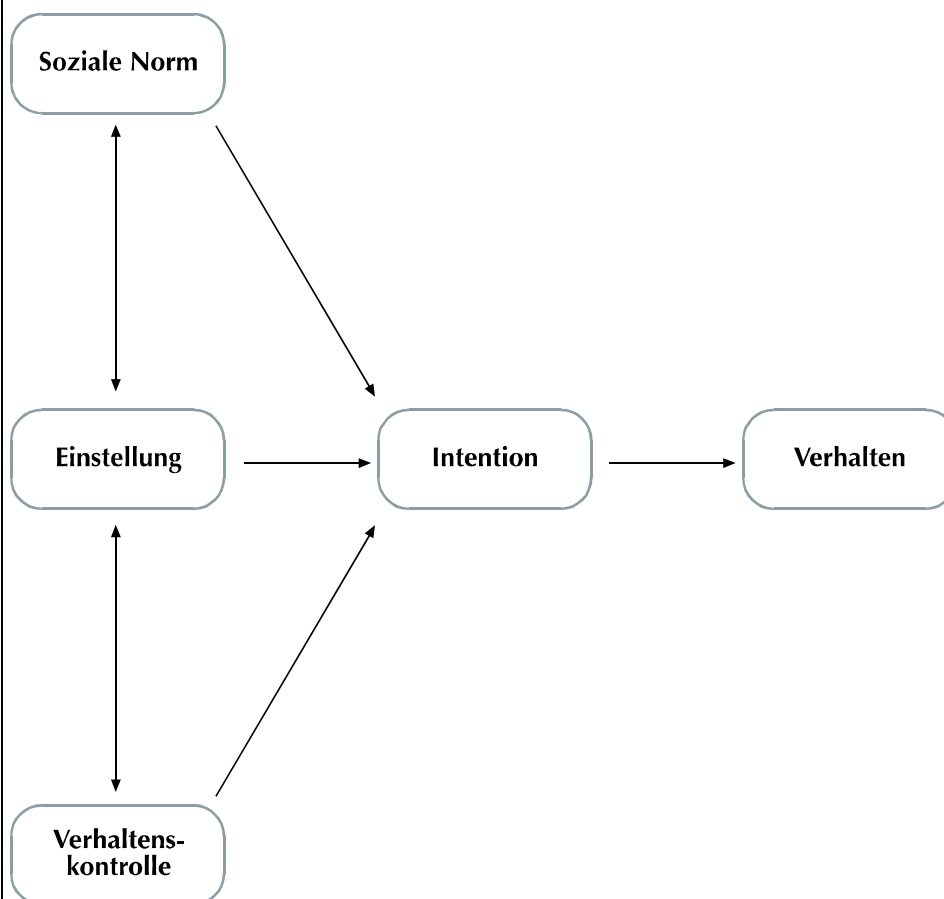 Soziale Norm
Einstellung
Intention
Verhalten
Verhaltens-
kontrolle